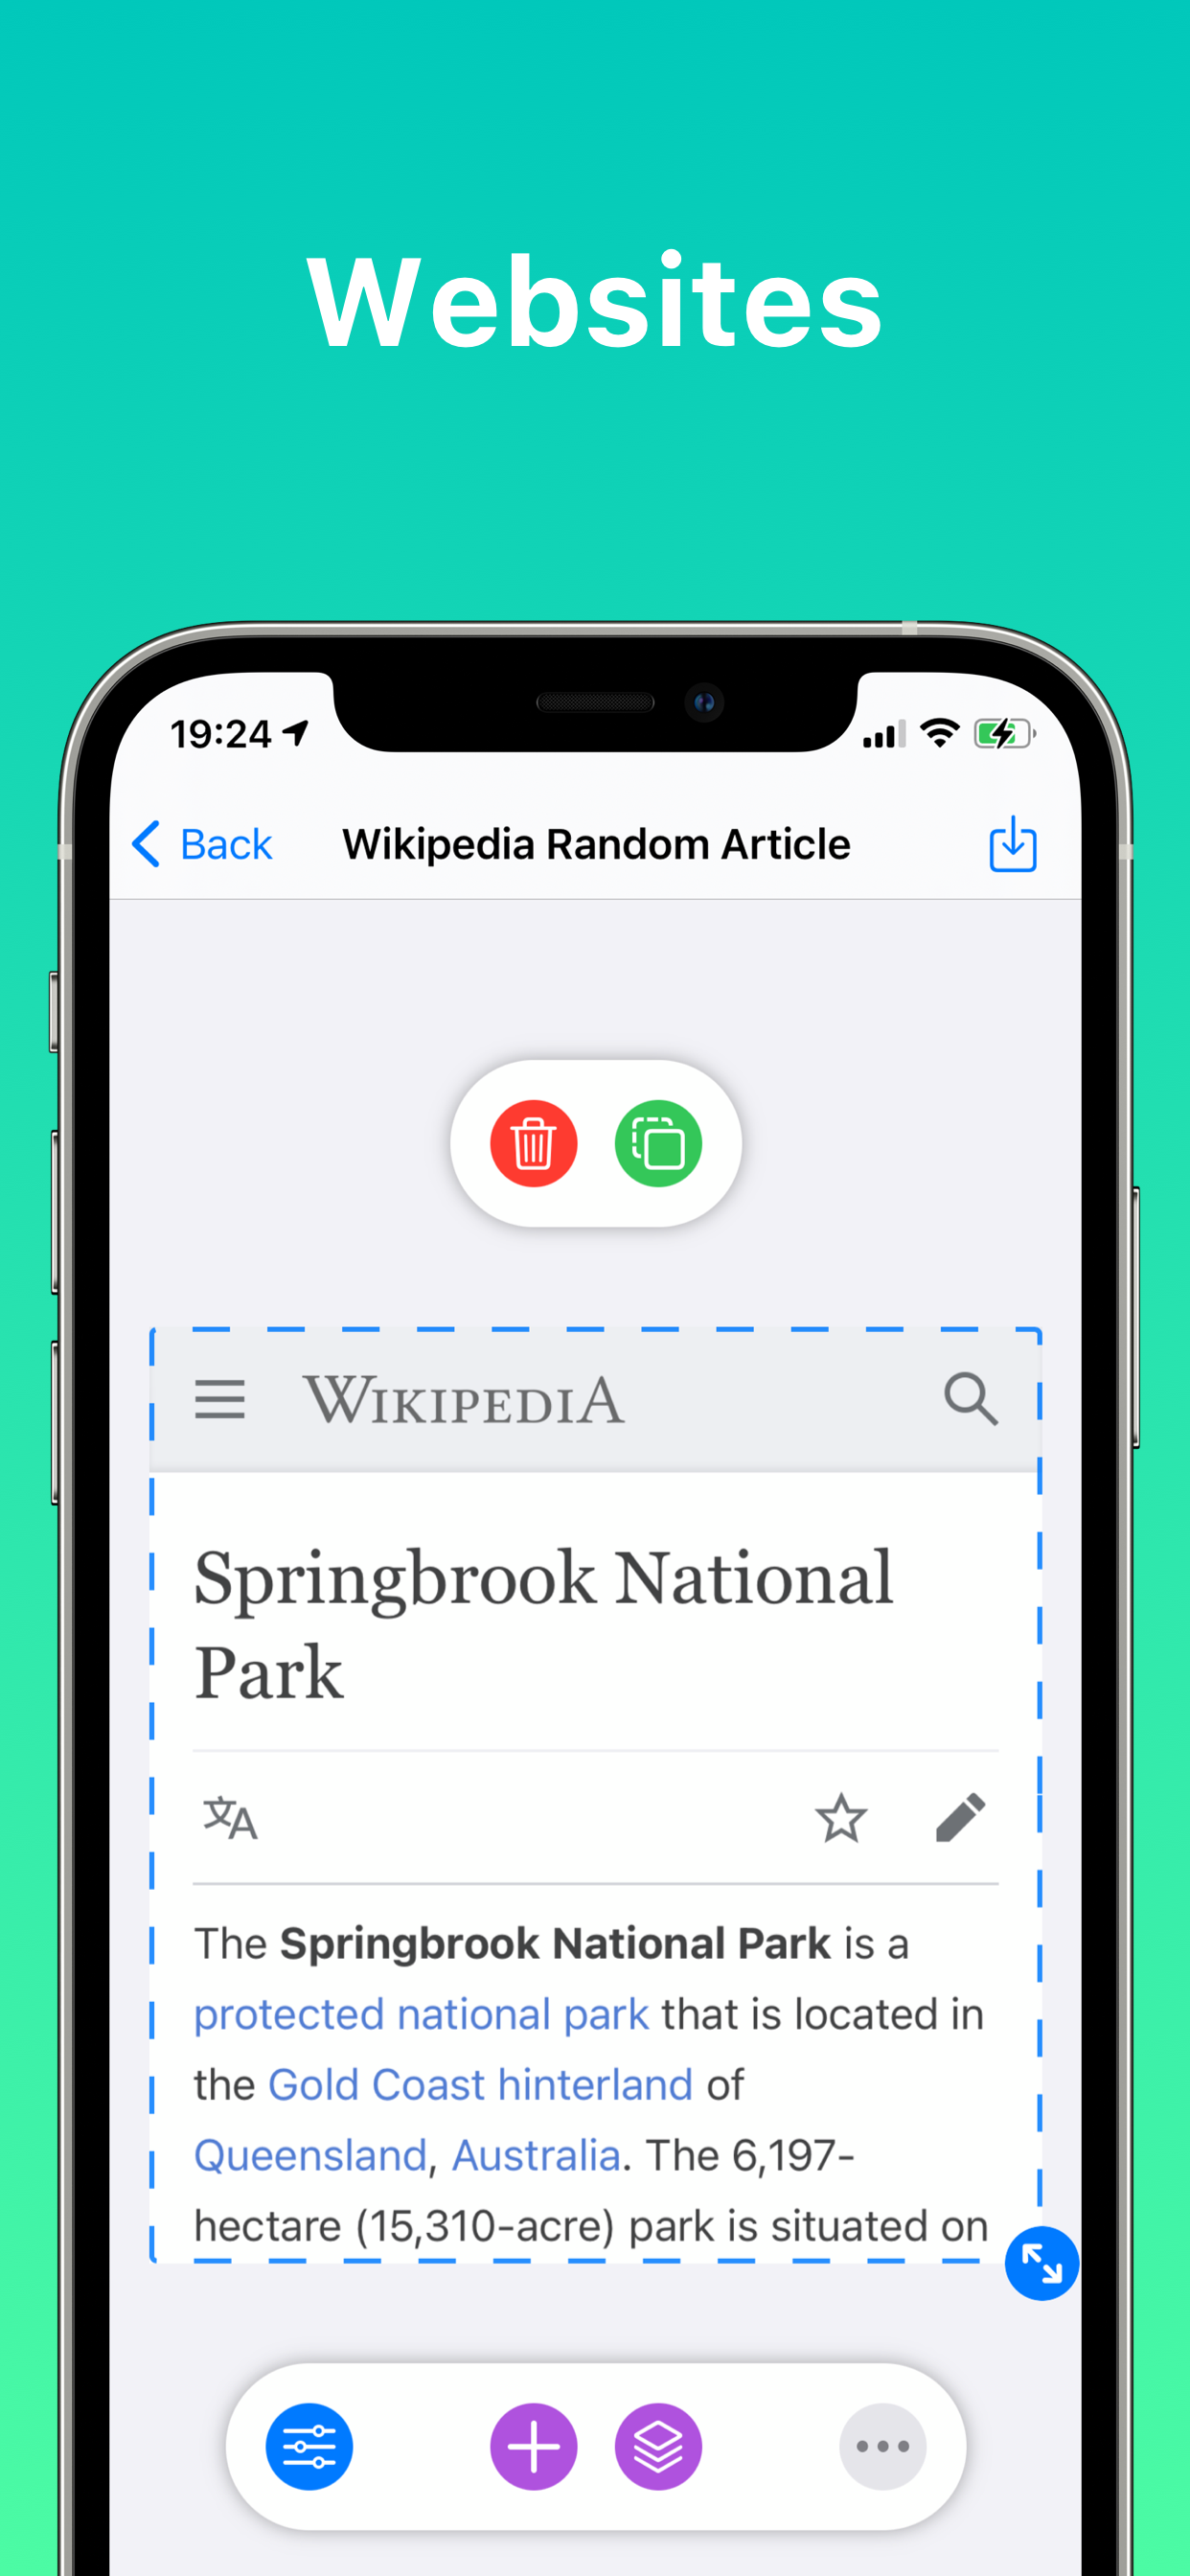 Websites
19:24
Back
Wikipedia Random Article
WIKIPEDIA
Springbrook National
Park
文A
The Springbrook National Park is a
protected national park that is located in
the Gold Coast hinterland of
Queensland, Australia. The 6,197-
hectare (15,310-acre) park is situated on